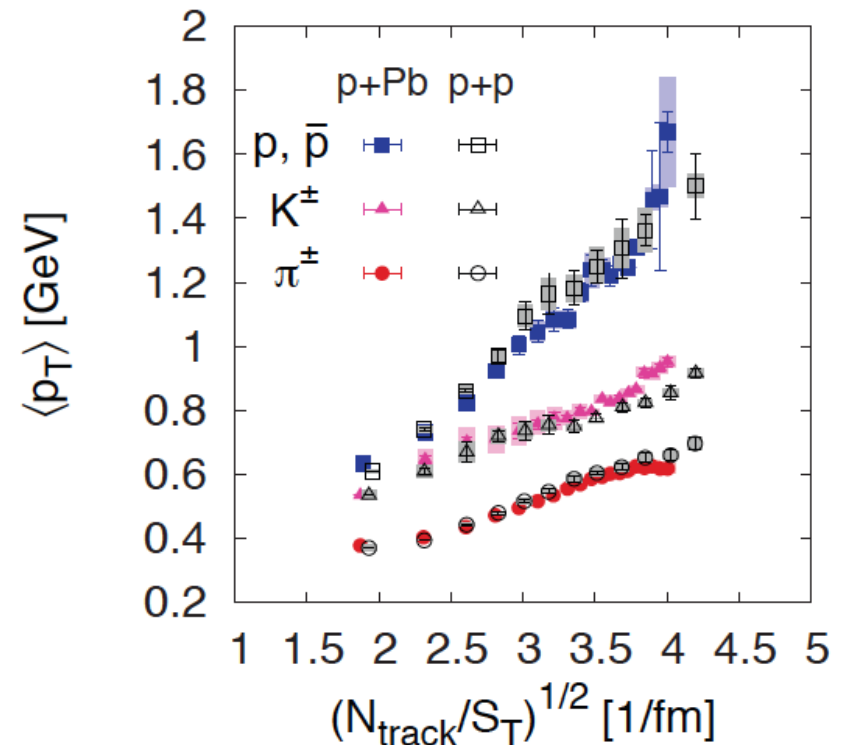 2
1.8
1.6
1.4
1.2
1
0.8
0.6
0.4
0.2
⟨p_T⟩ [GeV]
p+Pb p+p
p, p̄
K^±
π^±
1 1.5 2 2.5 3 3.5 4 4.5 5
(N_track/S_T)^1/2 [1/fm]